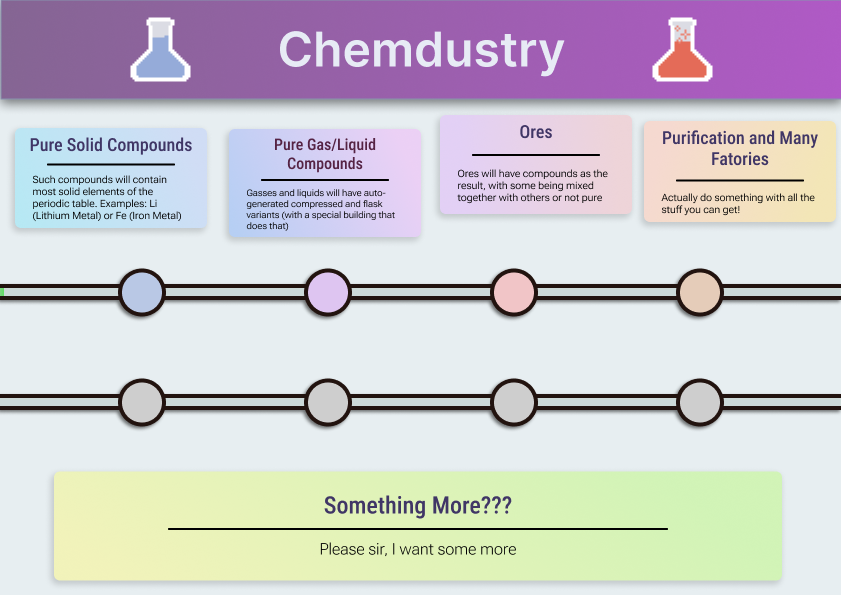 Chemdustry
Pure Solid Compounds
Such compounds will contain
most solid elements of the
periodic table. Examples: Li
(Lithium Metal) or Fe (Iron Metal)
Pure Gas/Liquid
Compounds
Gasses and liquids will have auto-
generated compressed and flask
variants (with a special building that
does that)
Ores
Ores will have compounds as the
result, with some being mixed
together with others or not pure
Purification and Many
Fatories
Actually do something with all the
stuff you can get!
Something More???
Please sir, I want some more